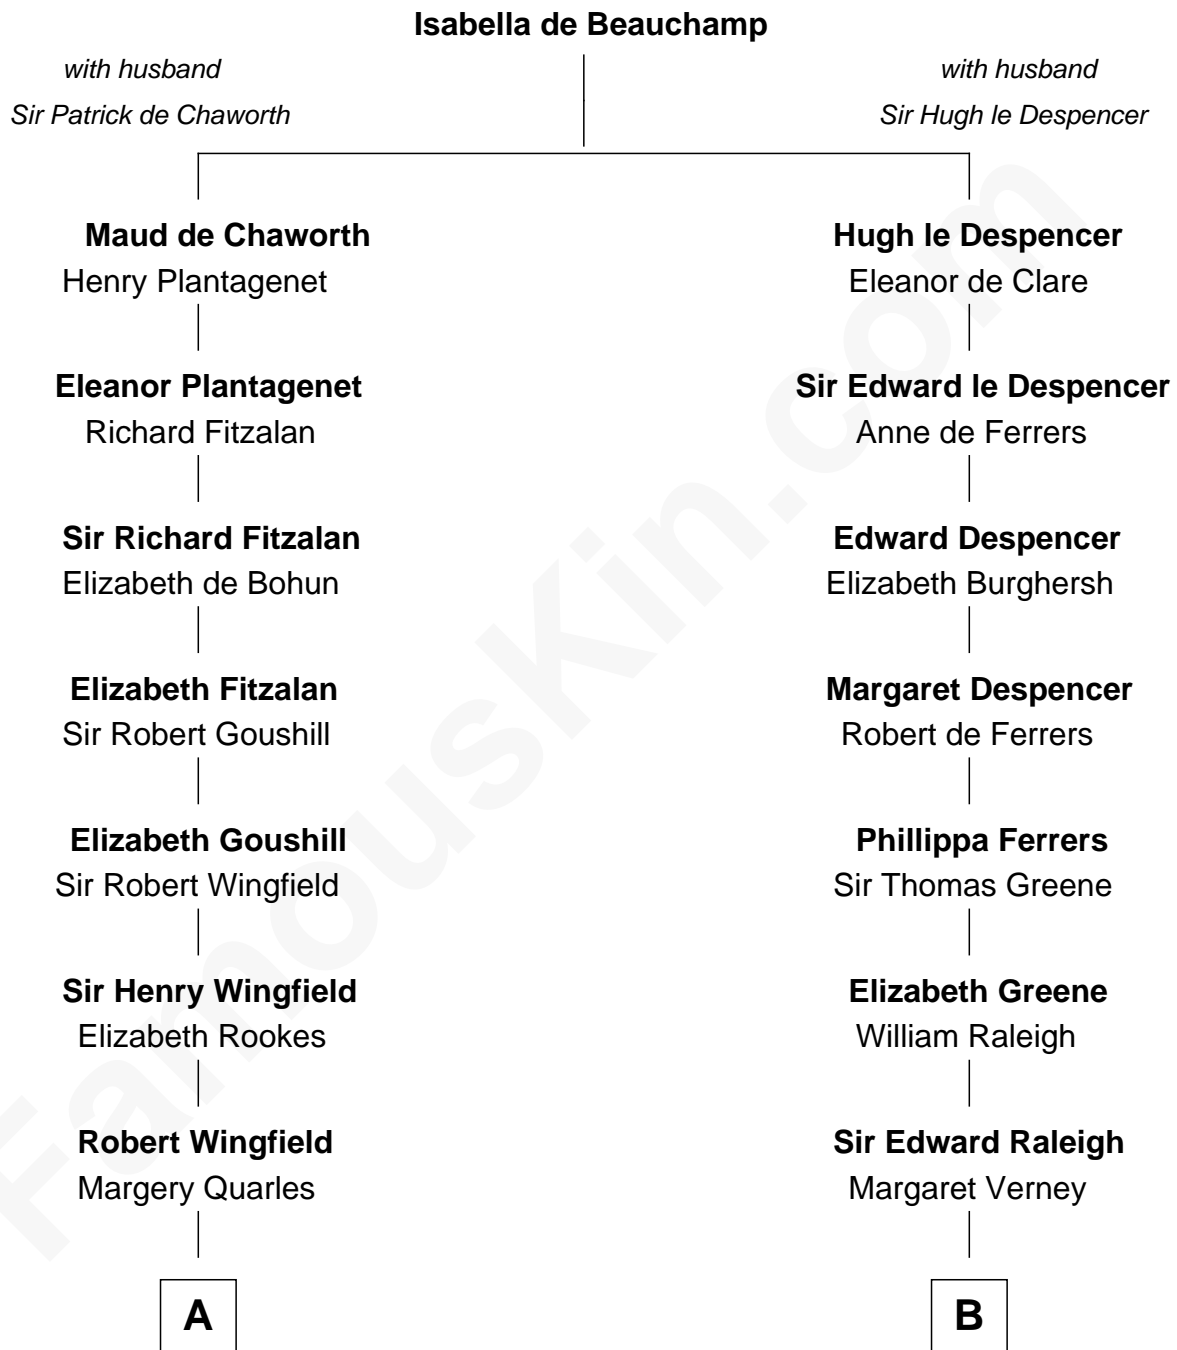 Isabella de Beauchamp
with husband
Sir Patrick de Chaworth
with husband
Sir Hugh le Despencer
Maud de Chaworth
Henry Plantagenet
Hugh le Despencer
Eleanor de Clare
Eleanor Plantagenet
Richard Fitzalan
Sir Edward le Despencer
Anne de Ferrers
Sir Richard Fitzalan
Elizabeth de Bohun
Edward Despencer
Elizabeth Burghersh
Elizabeth Fitzalan
Sir Robert Goushill
Margaret Despencer
Robert de Ferrers
Elizabeth Goushill
Sir Robert Wingfield
Phillippa Ferrers
Sir Thomas Greene
Sir Henry Wingfield
Elizabeth Rookes
Elizabeth Greene
William Raleigh
Robert Wingfield
Margery Quarles
Sir Edward Raleigh
Margaret Verney
A
B
FamousKin.com